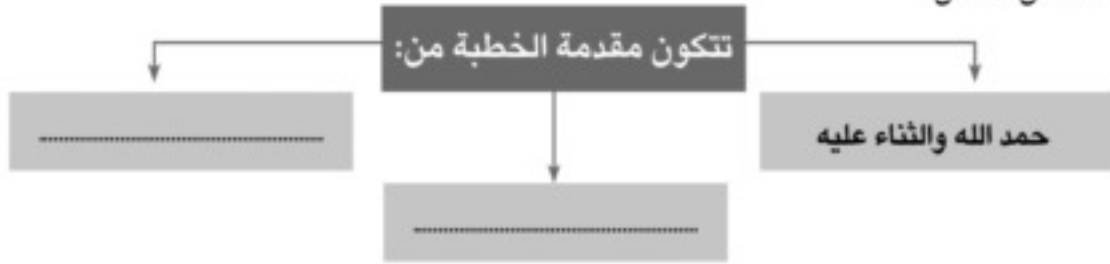 تتكون مقدمة الخطبة من:
حمد الله والثناء عليه